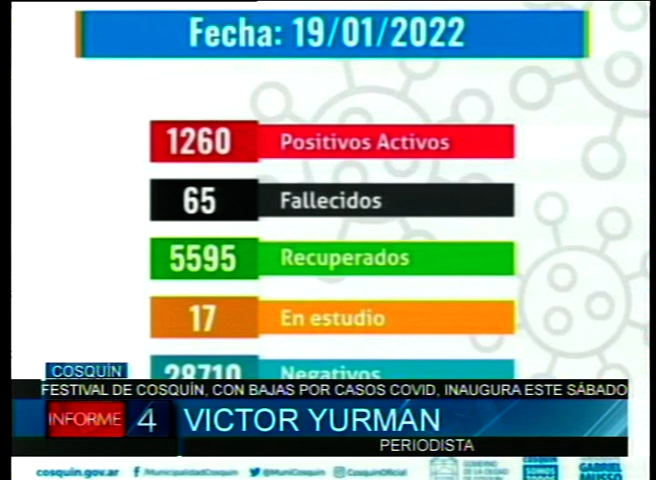 Fecha: 19/01/2022
1260 Positivos Activos
65 Fallecidos
5595 Recuperados
17 En estudio
28710 Negativos
COSQUÍN
FESTIVAL DE COSQUÍN, CON BAJAS POR CASOS COVID, INAUGURA ESTE SÁBADO
INFORME 4 VICTOR YURMAN
PERIODISTA
cosquin.gov.ar /MunicipalidadCosquin @MuniCosquin CosquinOficial
COSQUÍN
SOMOS
GABRIEL
MUSSO